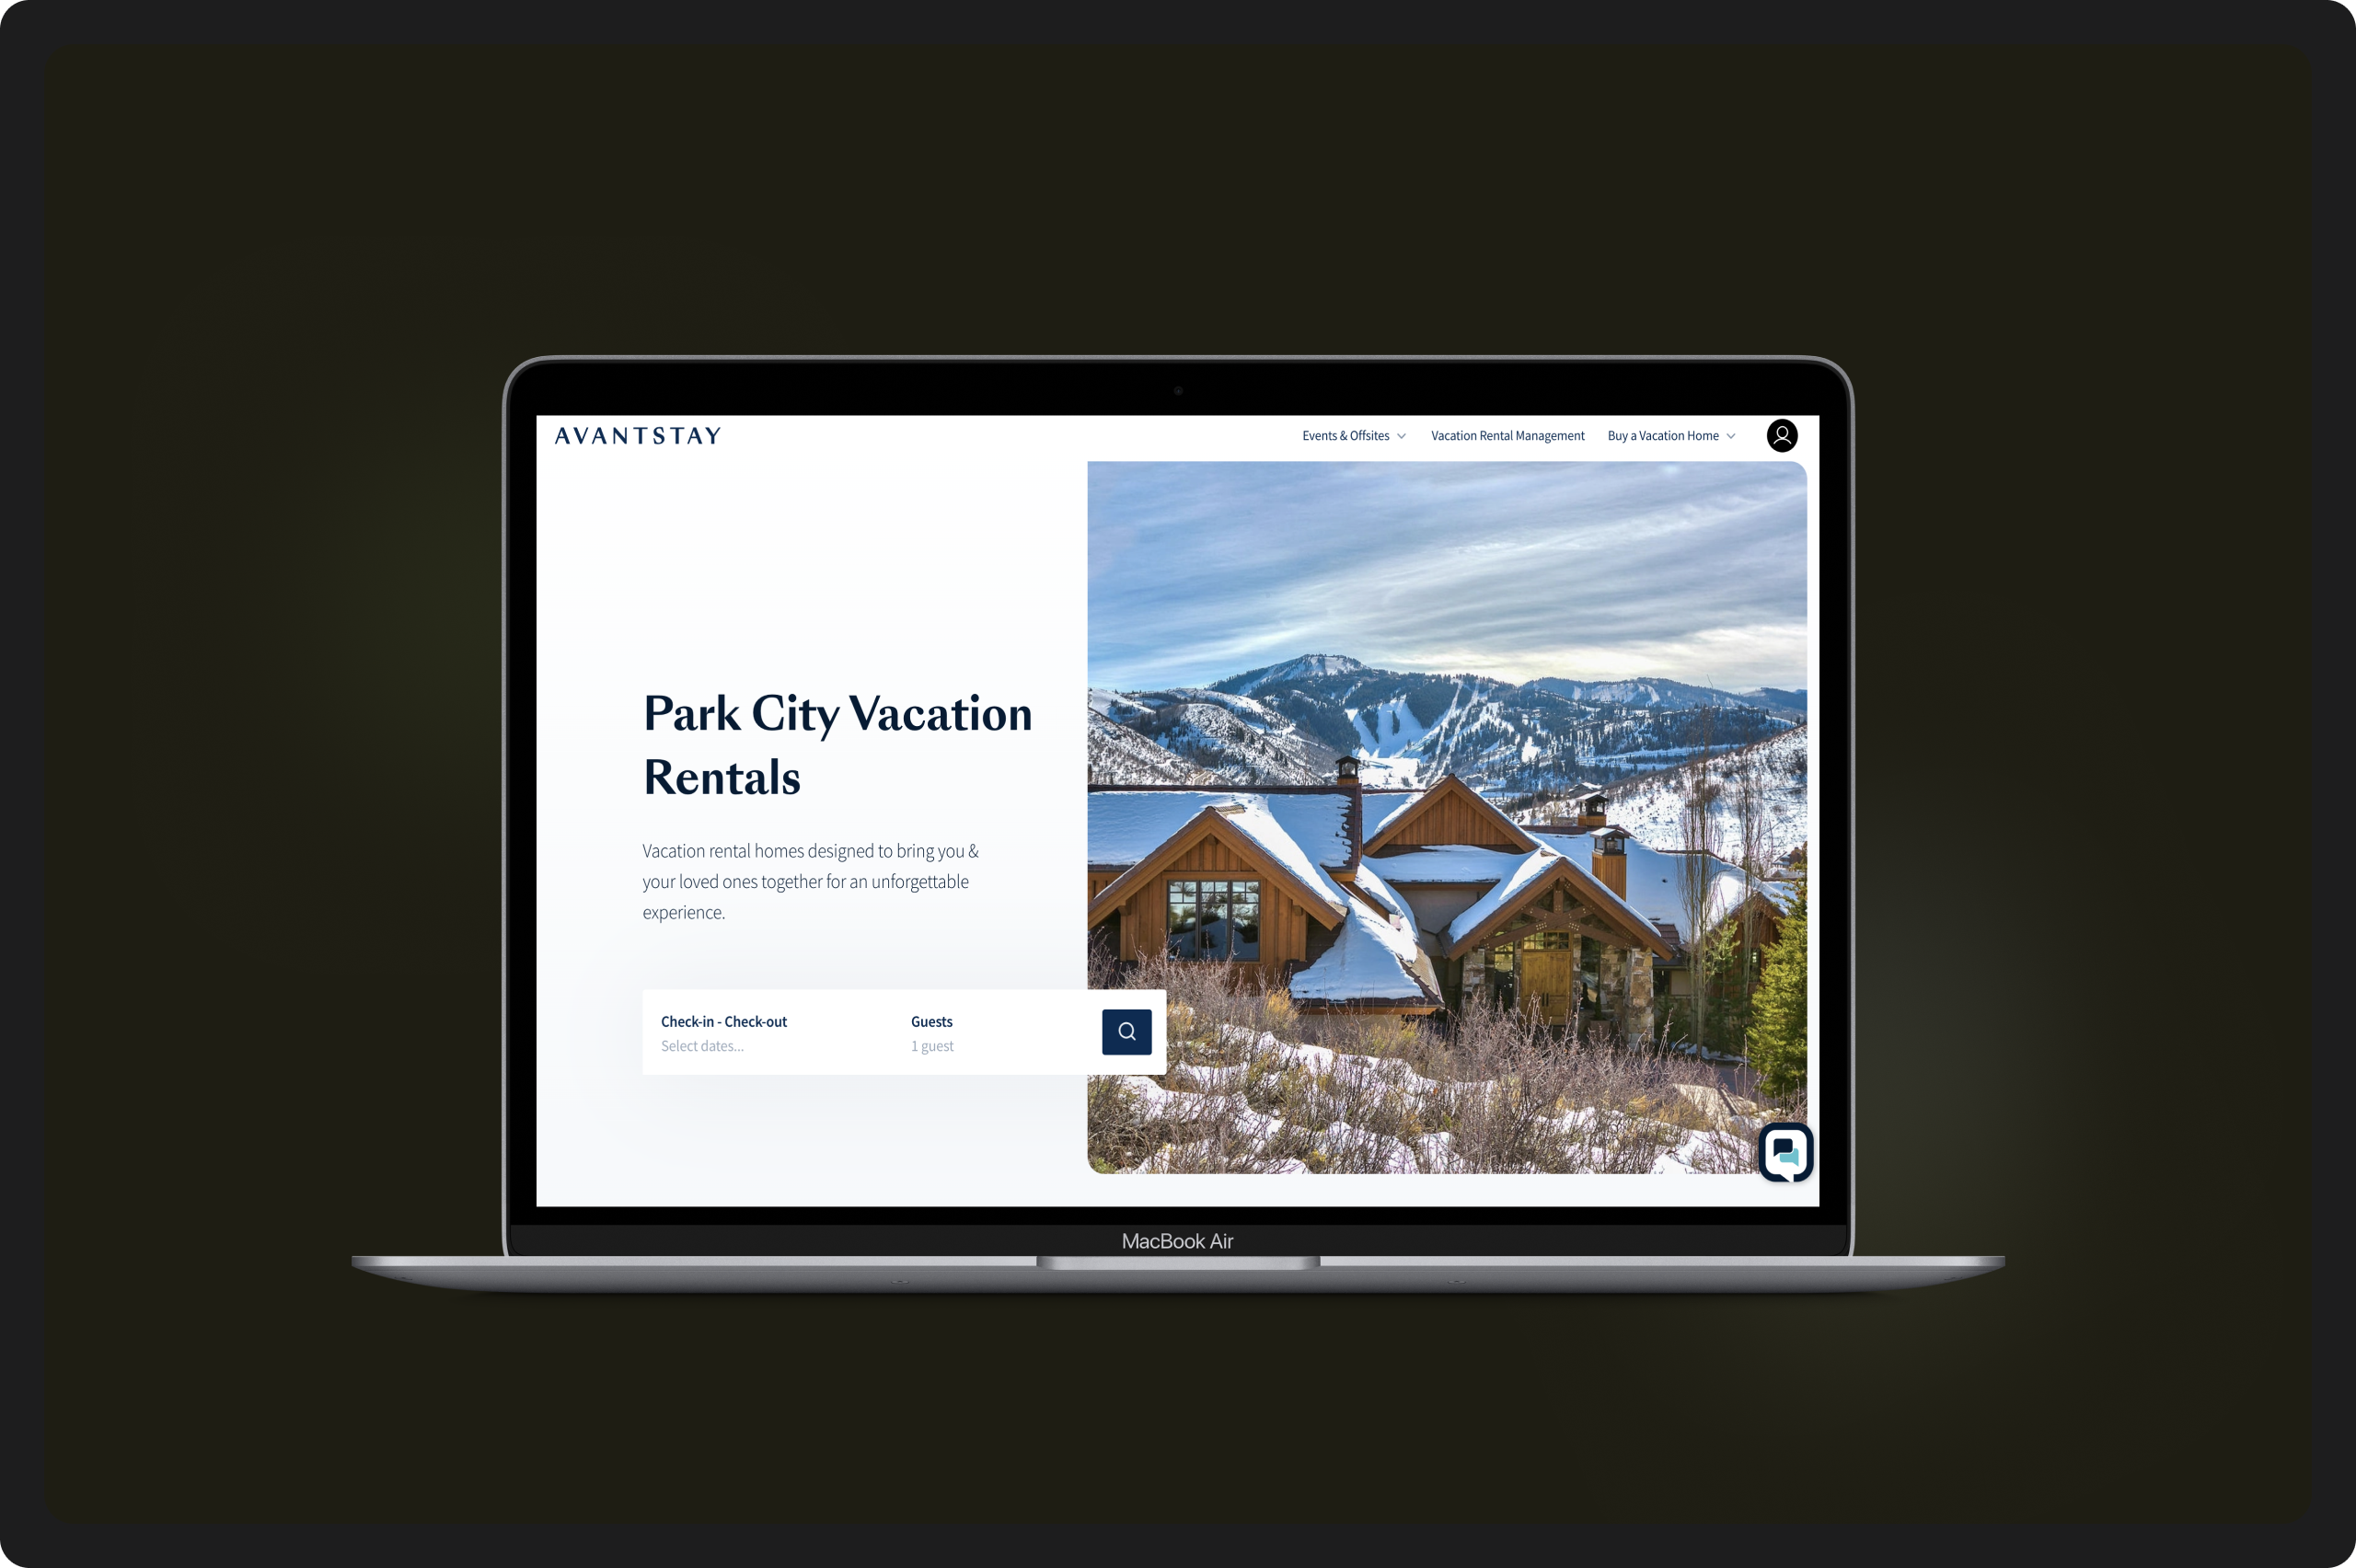 AVANTSTAY
Events & Offsites
Vacation Rental Management
Buy a Vacation Home
Park City Vacation
Rentals
Vacation rental homes designed to bring you &
your loved ones together for an unforgettable
experience.
Check-in - Check-out
Guests
Select dates...
1 guest
MacBook Air